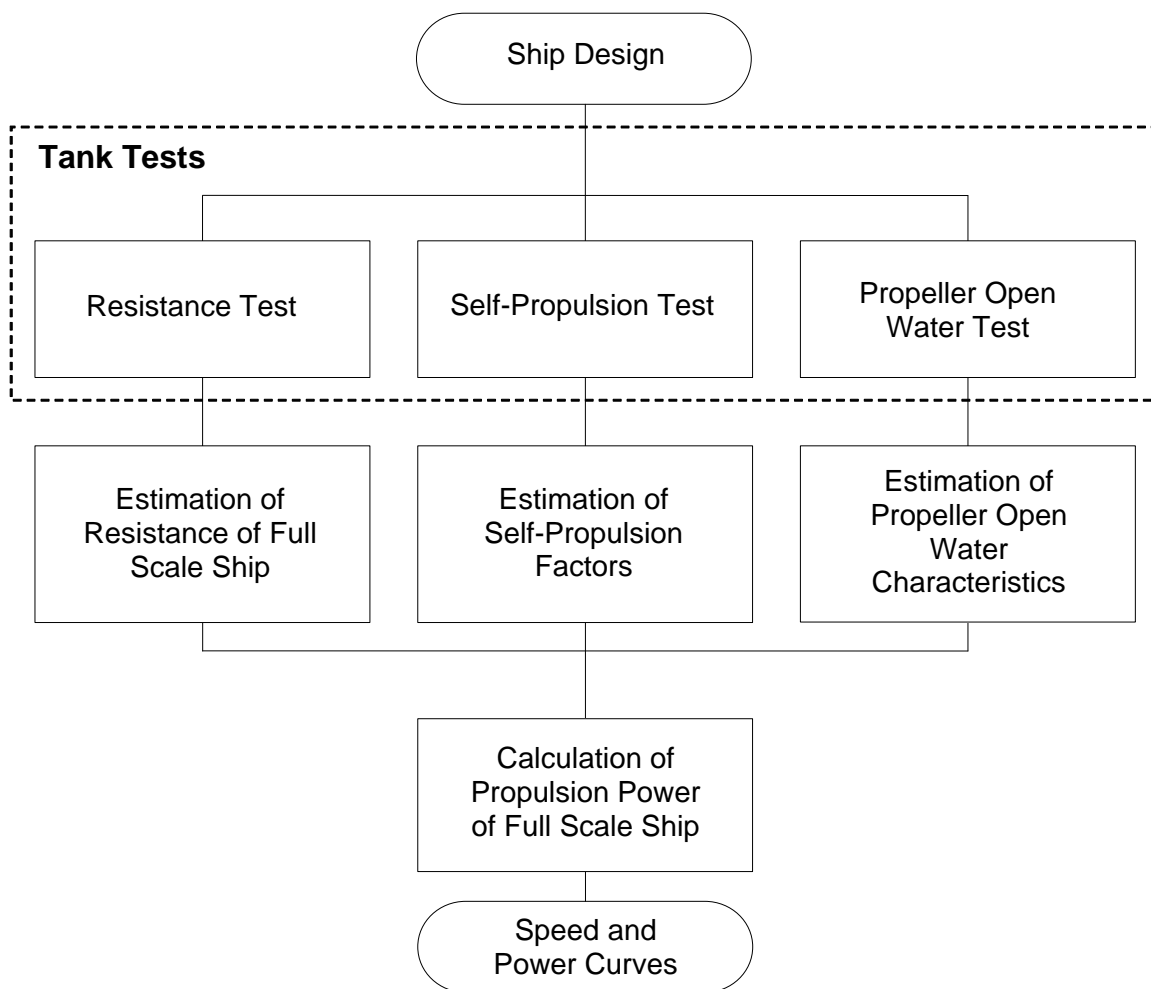 Ship Design
Tank Tests
Resistance Test
Self-Propulsion Test
Propeller Open
Water Test
Estimation of
Resistance of Full
Scale Ship
Estimation of
Self-Propulsion
Factors
Estimation of
Propeller Open
Water
Characteristics
Calculation of
Propulsion Power
of Full Scale Ship
Speed and
Power Curves